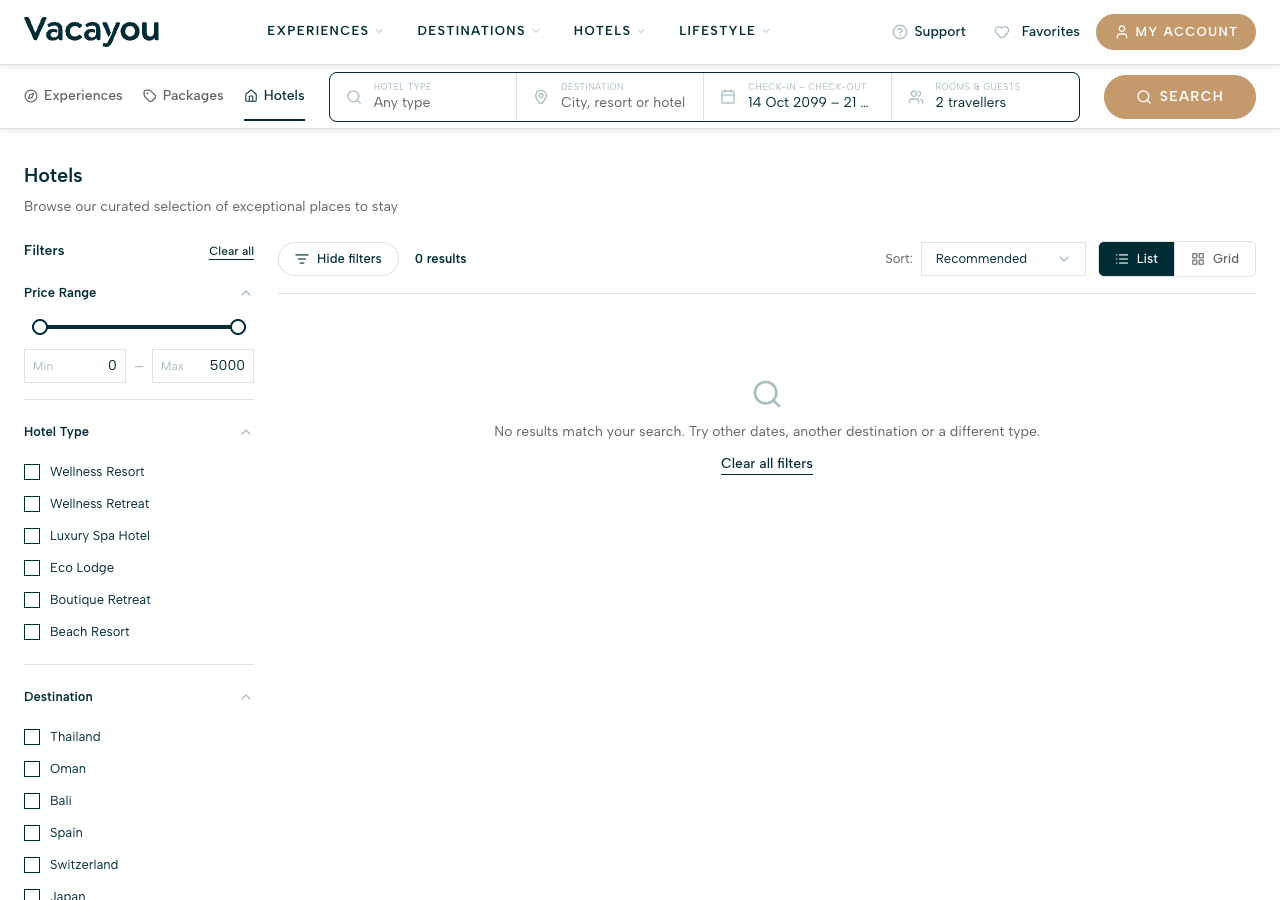 Vacayou
EXPERIENCES
DESTINATIONS
HOTELS
LIFESTYLE
Support
Favorites
MY ACCOUNT
Experiences
Packages
Hotels
HOTEL TYPE
Any type
DESTINATION
City, resort or hotel
CHECK-IN – CHECK-OUT
14 Oct 2099 – 21 ...
ROOMS & GUESTS
2 travellers
SEARCH
Hotels
Browse our curated selection of exceptional places to stay
Filters
Clear all
Hide filters
0 results
Sort:
Recommended
List
Grid
Price Range
Min 0 – Max 5000
Hotel Type
Wellness Resort
Wellness Retreat
Luxury Spa Hotel
Eco Lodge
Boutique Retreat
Beach Resort
Destination
Thailand
Oman
Bali
Spain
Switzerland
Japan
No results match your search. Try other dates, another destination or a different type.
Clear all filters